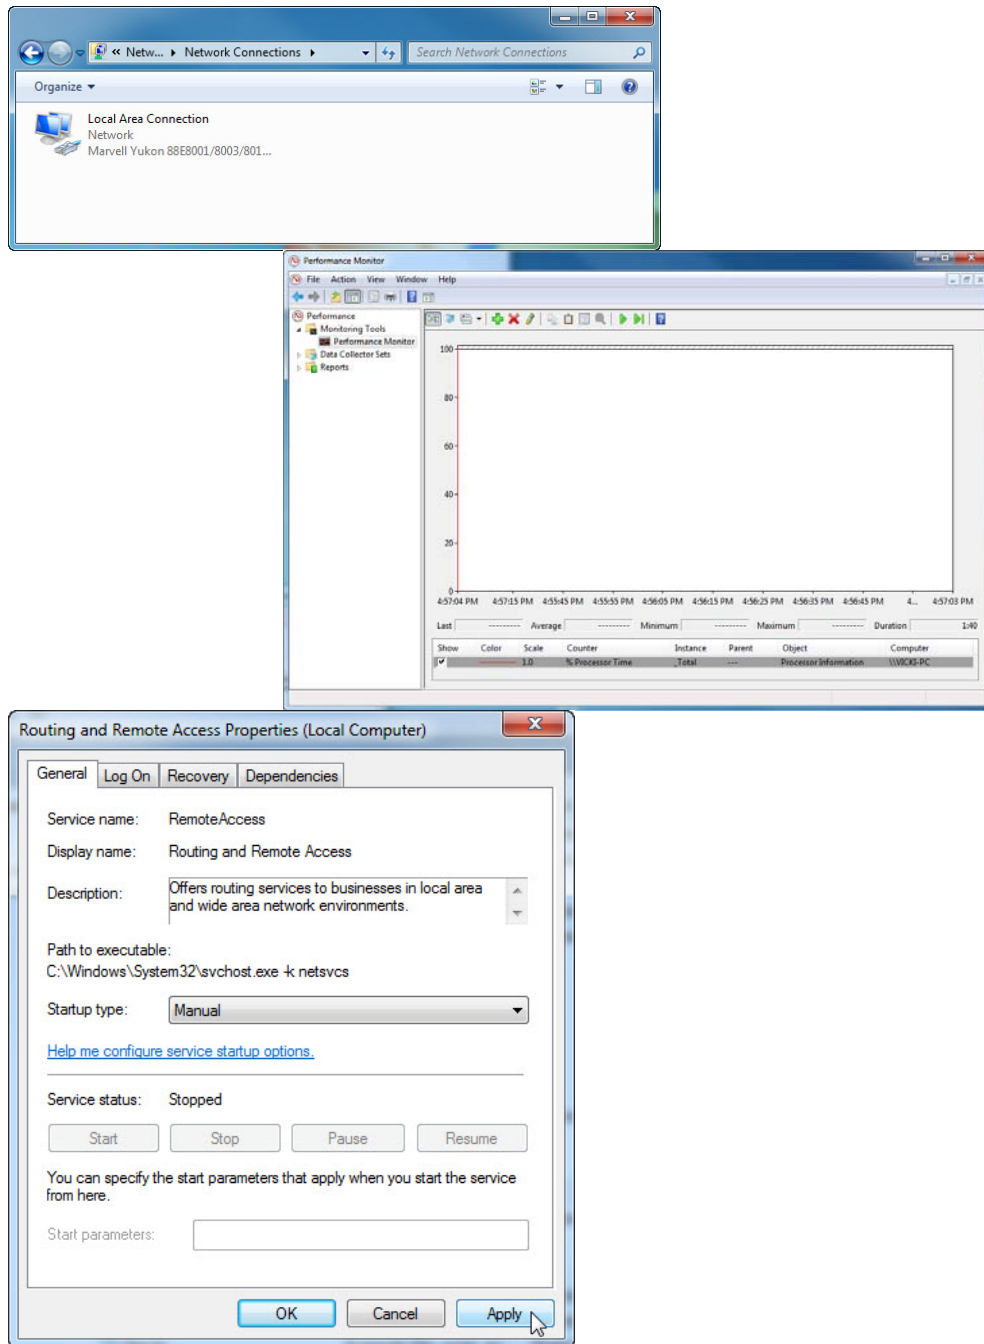 « Netw... ▸ Network Connections ▸
Search Network Connections
Organize
Local Area Connection
Network
Marvell Yukon 88E8001/8003/801...
Performance Monitor
File Action View Window Help
Performance
Monitoring Tools
Performance Monitor
Data Collector Sets
Reports
100
80
60
40
20
0
4:57:04 PM 4:57:15 PM 4:55:45 PM 4:55:55 PM 4:56:05 PM 4:56:15 PM 4:56:25 PM 4:56:35 PM 4:56:45 PM 4... 4:57:03 PM
Last --------- Average --------- Minimum --------- Maximum --------- Duration 1:40
Show Color Scale Counter Instance Parent Object Computer
1.0 % Processor Time _Total --- Processor Information \\VICKI-PC
Routing and Remote Access Properties (Local Computer)
General Log On Recovery Dependencies
Service name: RemoteAccess
Display name: Routing and Remote Access
Description: Offers routing services to businesses in local area
and wide area network environments.
Path to executable:
C:\Windows\System32\svchost.exe -k netsvcs
Startup type: Manual
Help me configure service startup options.
Service status: Stopped
Start Stop Pause Resume
You can specify the start parameters that apply when you start the service
from here.
Start parameters:
OK Cancel Apply